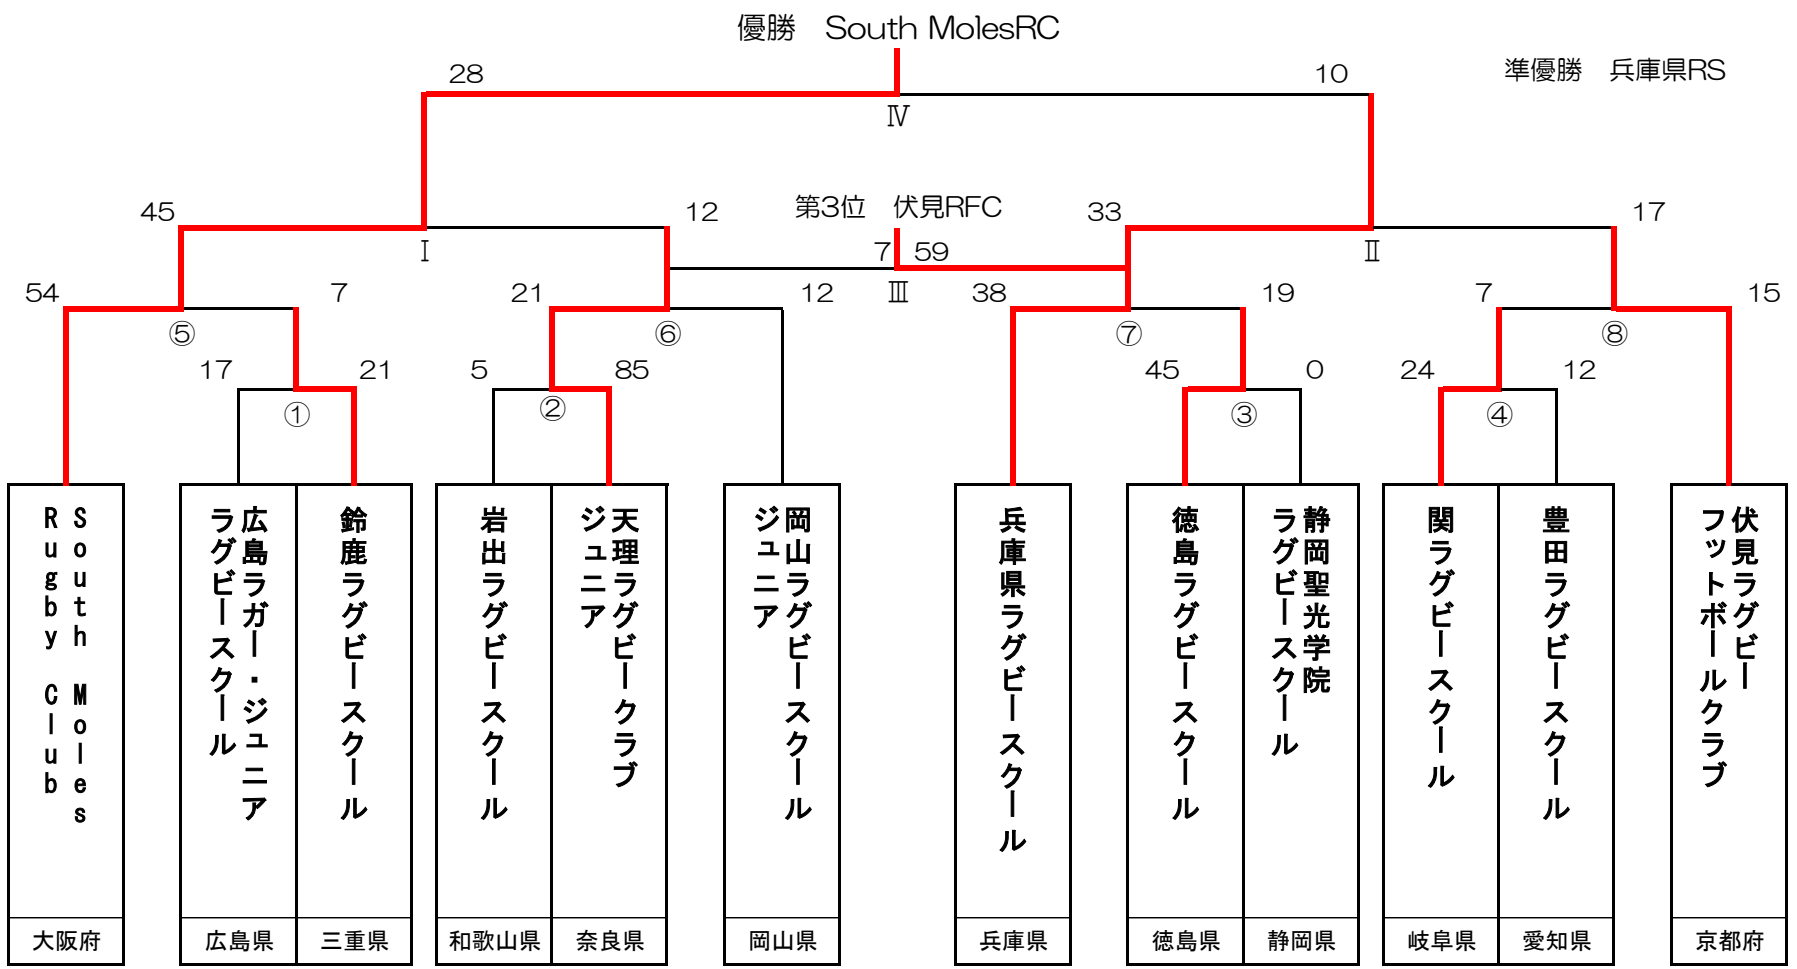 優勝　South MolesRC
準優勝　兵庫県RS
28
10
Ⅳ
45
12
第3位　伏見RFC
33
17
Ⅰ
7
59
Ⅱ
54
7
21
12
Ⅲ
38
19
7
15
⑤
⑥
⑦
⑧
17
21
5
85
45
0
24
12
①
②
③
④
South Moles
Rugby Club
広島ラガー・ジュニア
ラグビースクール
鈴鹿ラグビースクール
岩出ラグビースクール
天理ラグビークラブ
ジュニア
岡山ラグビースクール
ジュニア
兵庫県ラグビースクール
徳島ラグビースクール
静岡聖光学院
ラグビースクール
関ラグビースクール
豊田ラグビースクール
伏見ラグビー
フットボールクラブ
大阪府
広島県
三重県
和歌山県
奈良県
岡山県
兵庫県
徳島県
静岡県
岐阜県
愛知県
京都府